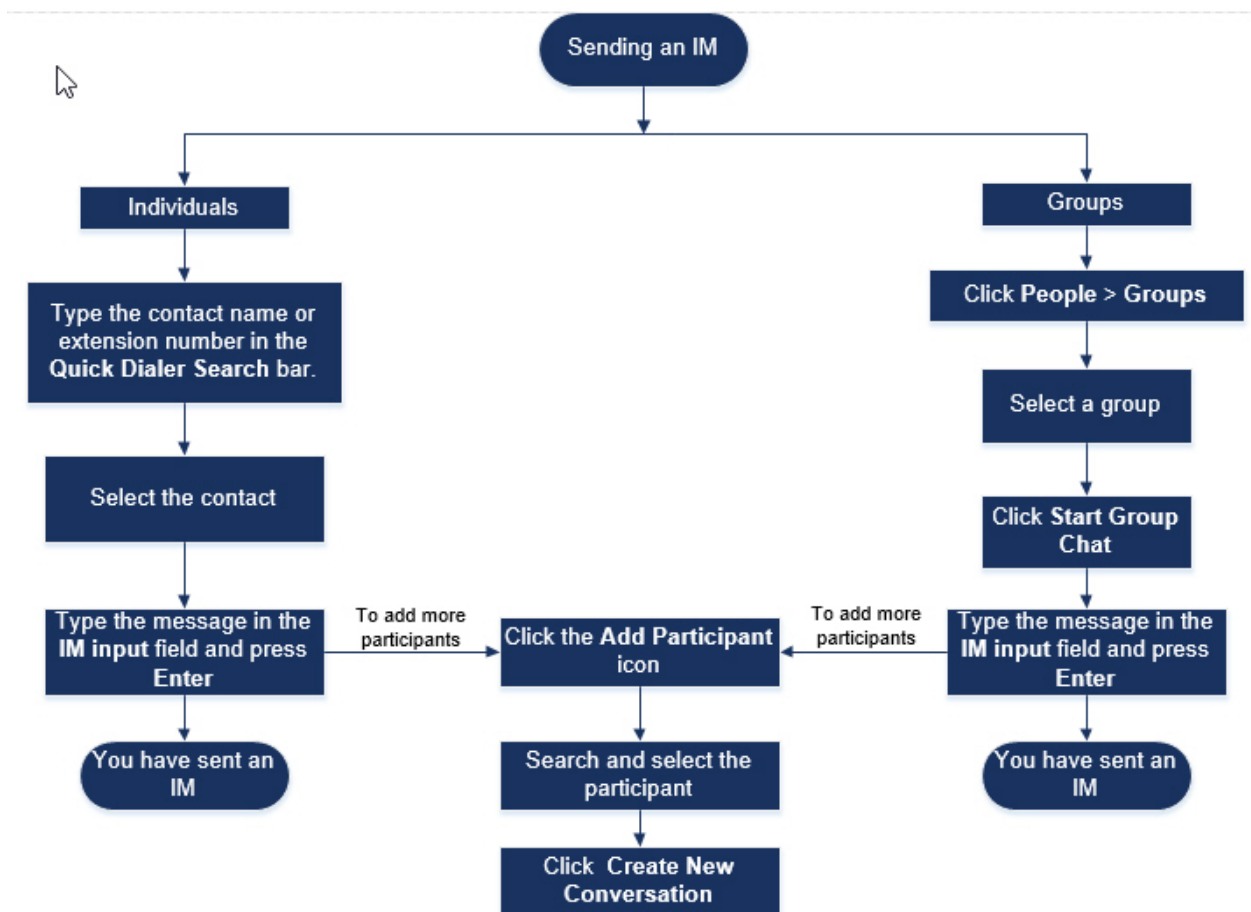 Sending an IM
Individuals
Type the contact name or
extension number in the
Quick Dialer Search bar.
Select the contact
Type the message in the
IM input field and press
Enter
You have sent an
IM
To add more
participants
Click the Add Participant
icon
Search and select the
participant
Click Create New
Conversation
Groups
Click People > Groups
Select a group
Click Start Group
Chat
To add more
participants
Type the message in the
IM input field and press
Enter
You have sent an
IM